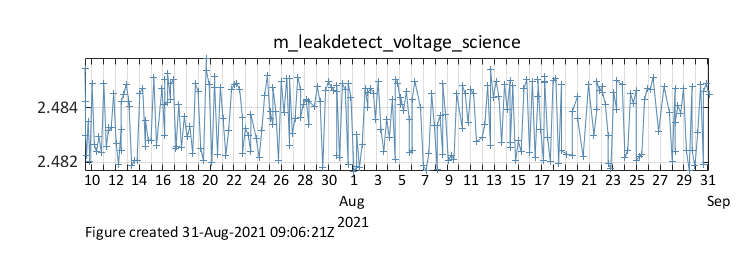 m_leakdetect_voltage_science
2.484
2.482
10 12 14 16 18 20 22 24 26 28 30 1 3 5 7 9 11 13 15 17 19 21 23 25 27 29 31
Aug Sep
2021
Figure created 31-Aug-2021 09:06:21Z